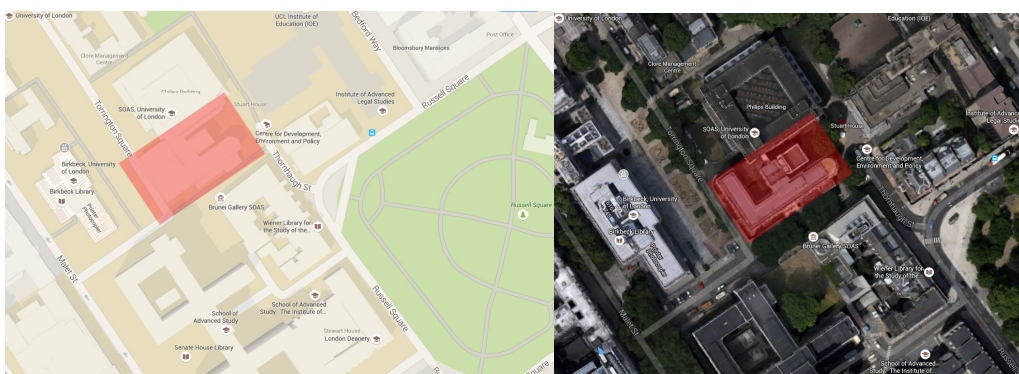 University of London
UCL Institute of
Education (IOE)
Bedford Way
Post Office
Bloomsbury Mansions
Clore Management
Centre
Philips Building
Institute of Advanced
Legal Studies
Russell Square
Stuart House
SOAS, University
of London
Torrington Square
Centre for Development,
Environment and Policy
Thornhaugh St
Birkbeck, University
of London
Birkbeck Library
Brunei Gallery SOAS
Russell Square
Wiener Library for
the Study of the...
Malet St
School of Advanced
Study - The Institute of...
Russell Square
School of
Advanced Study
Stewart House
London Deanery
Senate House Library
University of London
Education (IOE)
Clore Management
Centre
Philips Building
Institute of Advance
Legal Studies
Stuart House
SOAS, University
of London
Torrington Square
Centre for Development,
Environment and Policy
Thornhaugh St
Birkbeck, University
of London
Birkbeck Library
Brunei Gallery SOAS
Wiener Library for
the Study of the...
Malet St
School of Advanced
Study - The Institute of...
Russell